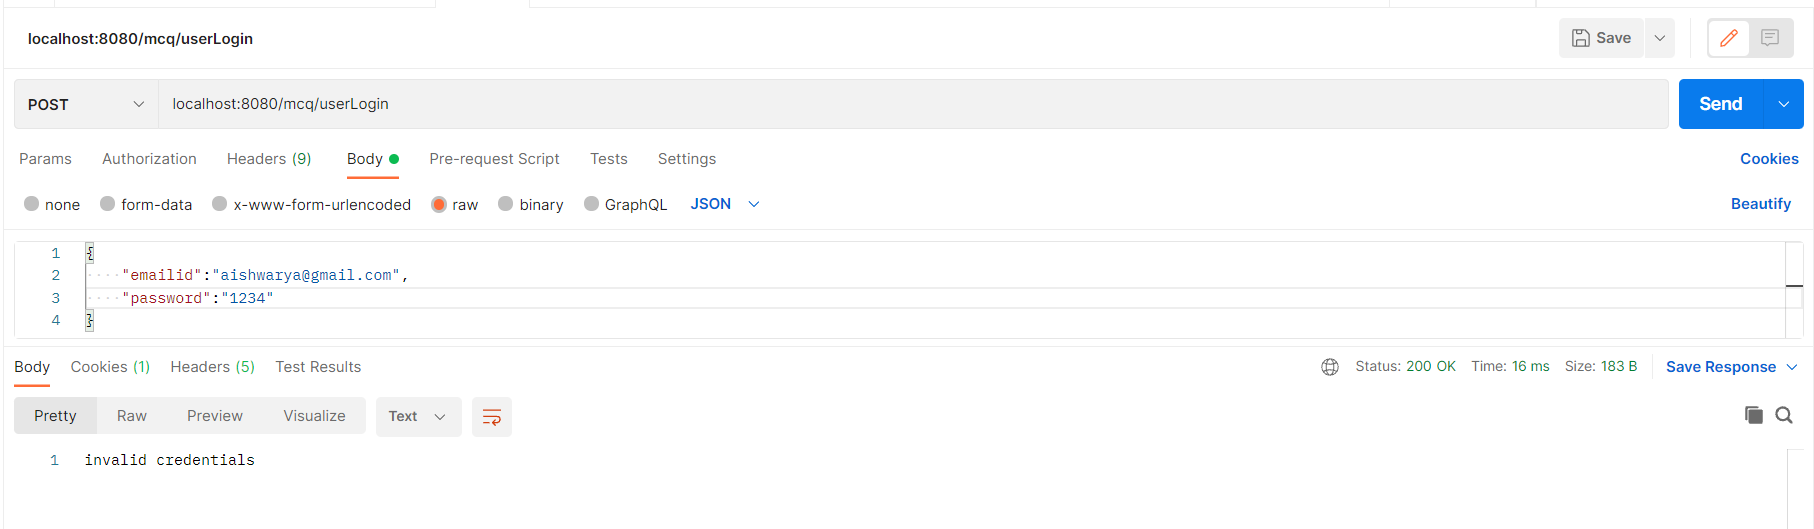 localhost:8080/mcq/userLogin
Save
POST
localhost:8080/mcq/userLogin
Send
Params Authorization Headers (9) Body Pre-request Script Tests Settings Cookies
none form-data x-www-form-urlencoded raw binary GraphQL JSON Beautify
1 {
2 ····"emailid":"aishwarya@gmail.com",
3 ····"password":"1234"
4 }
Body Cookies (1) Headers (5) Test Results Status: 200 OK Time: 16 ms Size: 183 B Save Response
Pretty Raw Preview Visualize Text
1 invalid credentials